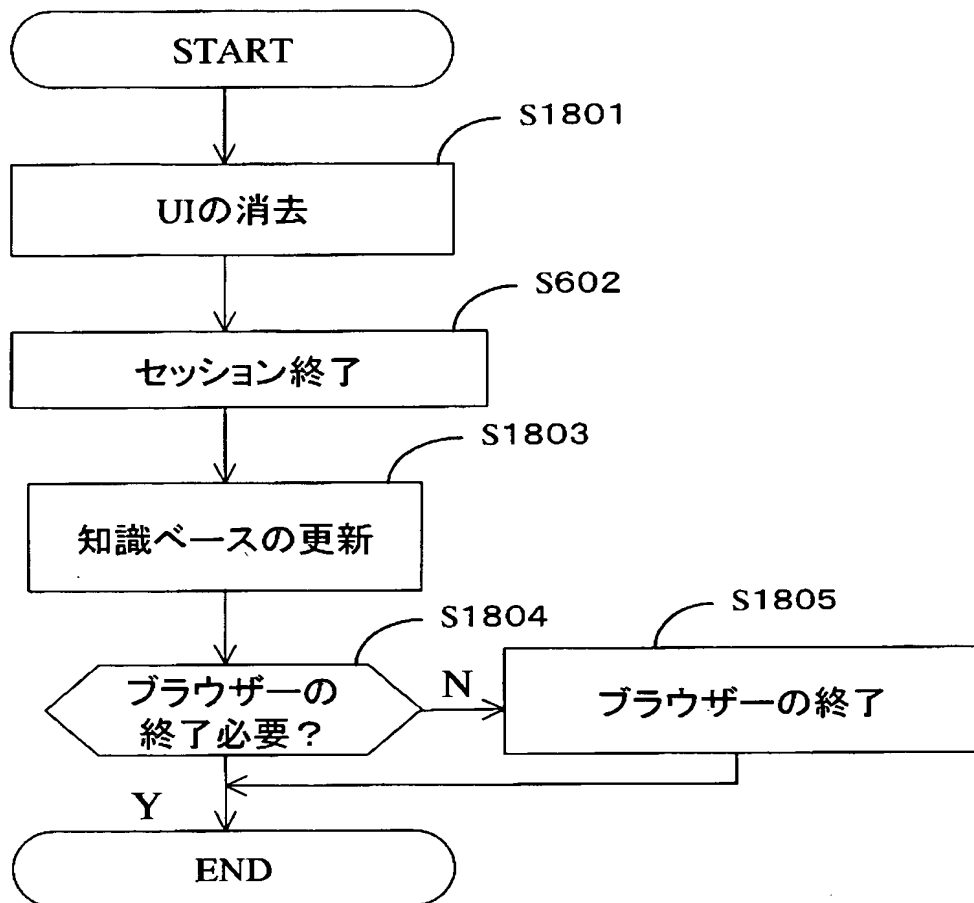 START
S1801
UIの消去
S602
セッション終了
S1803
知識ベースの更新
S1804
ブラウザーの
終了必要?
N
S1805
ブラウザーの終了
Y
END